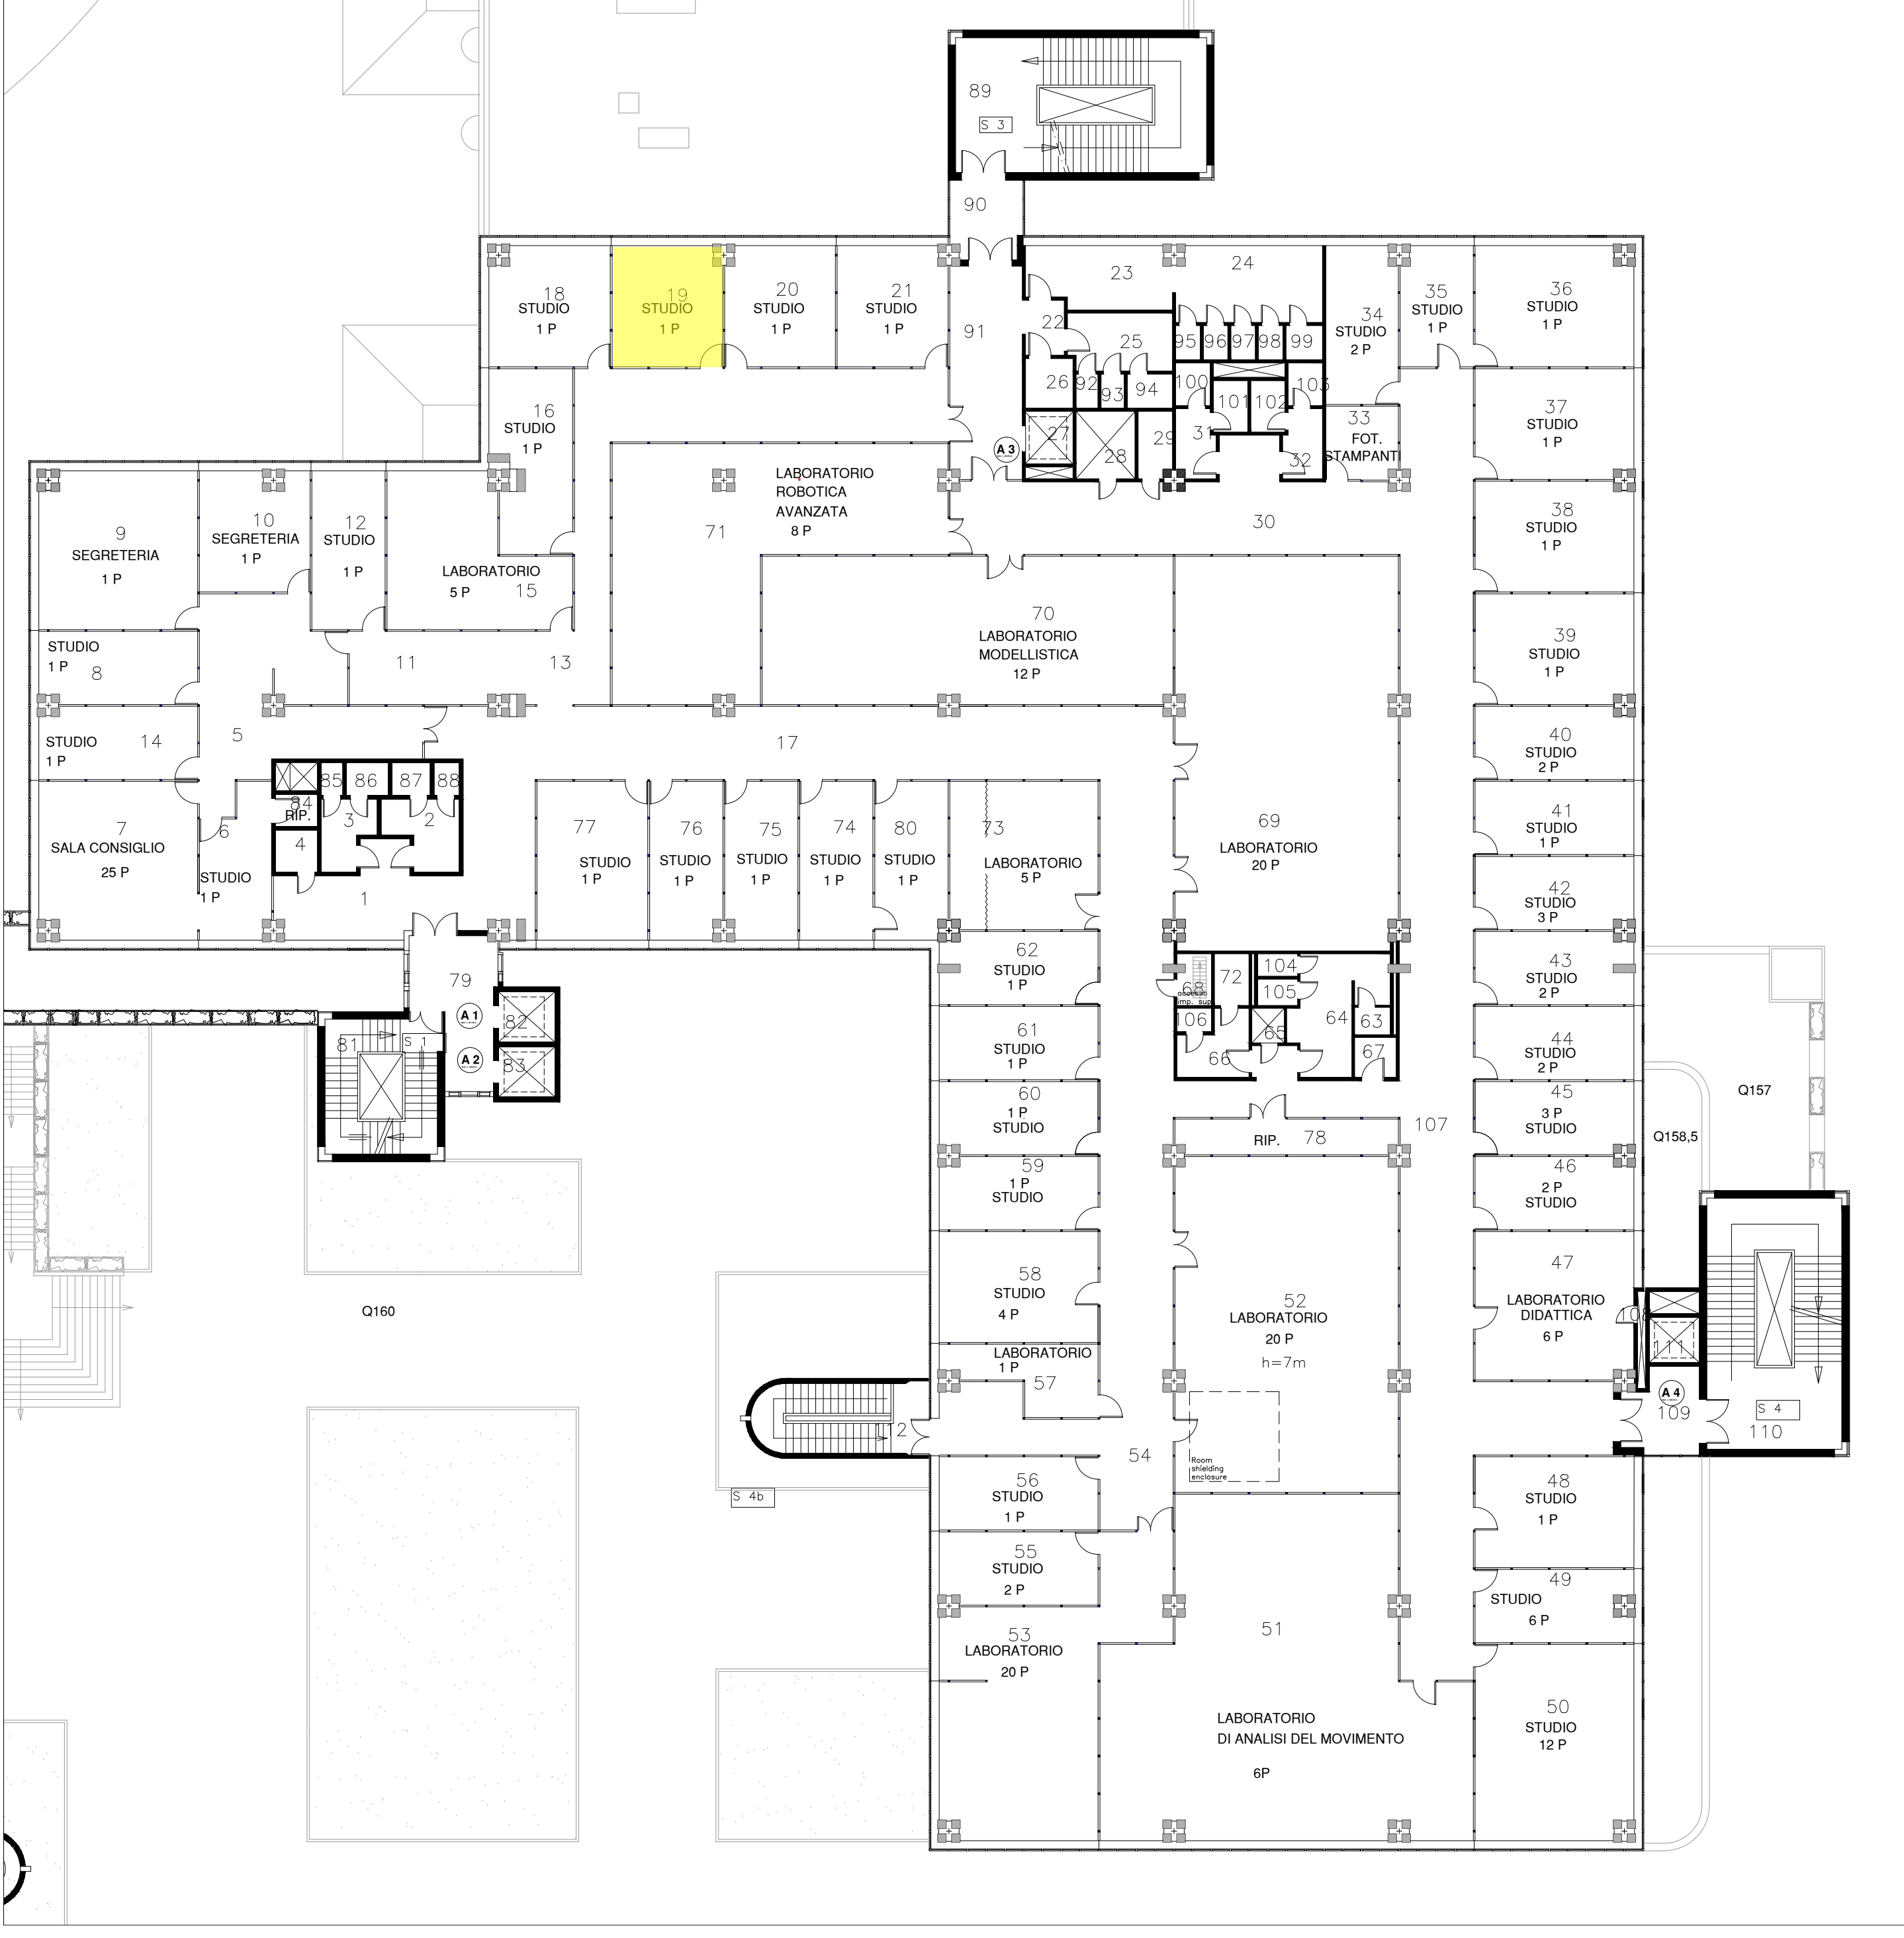 89
S 3
90
18
STUDIO
1 P
19
STUDIO
1 P
20
STUDIO
1 P
21
STUDIO
1 P
91
22
23
24
25
26
92
93
94
95
96
97
98
99
100
101
102
103
27
28
29
31
32
A 3
34
STUDIO
2 P
33
FOT.
STAMPANTI
35
STUDIO
1 P
36
STUDIO
1 P
37
STUDIO
1 P
38
STUDIO
1 P
39
STUDIO
1 P
40
STUDIO
2 P
41
STUDIO
1 P
42
STUDIO
3 P
43
STUDIO
2 P
44
STUDIO
2 P
45
3 P
STUDIO
46
2 P
STUDIO
47
LABORATORIO
DIDATTICA
6 P
16
STUDIO
1 P
9
SEGRETERIA
1 P
10
SEGRETERIA
1 P
12
STUDIO
1 P
LABORATORIO
5 P
15
LABORATORIO
ROBOTICA
AVANZATA
8 P
71
30
70
LABORATORIO
MODELLISTICA
12 P
STUDIO
1 P
8
11
13
STUDIO
1 P
14
5
17
7
SALA CONSIGLIO
25 P
6
STUDIO
1 P
84
RIP.
4
85
86
87
88
3
2
1
77
STUDIO
1 P
76
STUDIO
1 P
75
STUDIO
1 P
74
STUDIO
1 P
80
STUDIO
1 P
73
LABORATORIO
5 P
69
LABORATORIO
20 P
79
A 1
A 2
82
83
81
S 1
62
STUDIO
1 P
61
STUDIO
1 P
60
1 P
STUDIO
59
1 P
STUDIO
58
STUDIO
4 P
LABORATORIO
1 P
57
68
imp. sup.
72
104
105
106
66
65
64
63
67
107
RIP.
78
52
LABORATORIO
20 P
h=7m
Room
shielding
enclosure
54
12
S 4b
56
STUDIO
1 P
55
STUDIO
2 P
53
LABORATORIO
20 P
51
LABORATORIO
DI ANALISI DEL MOVIMENTO
6P
48
STUDIO
1 P
49
STUDIO
6 P
50
STUDIO
12 P
111
A 4
109
S 4
110
Q157
Q158,5
Q160